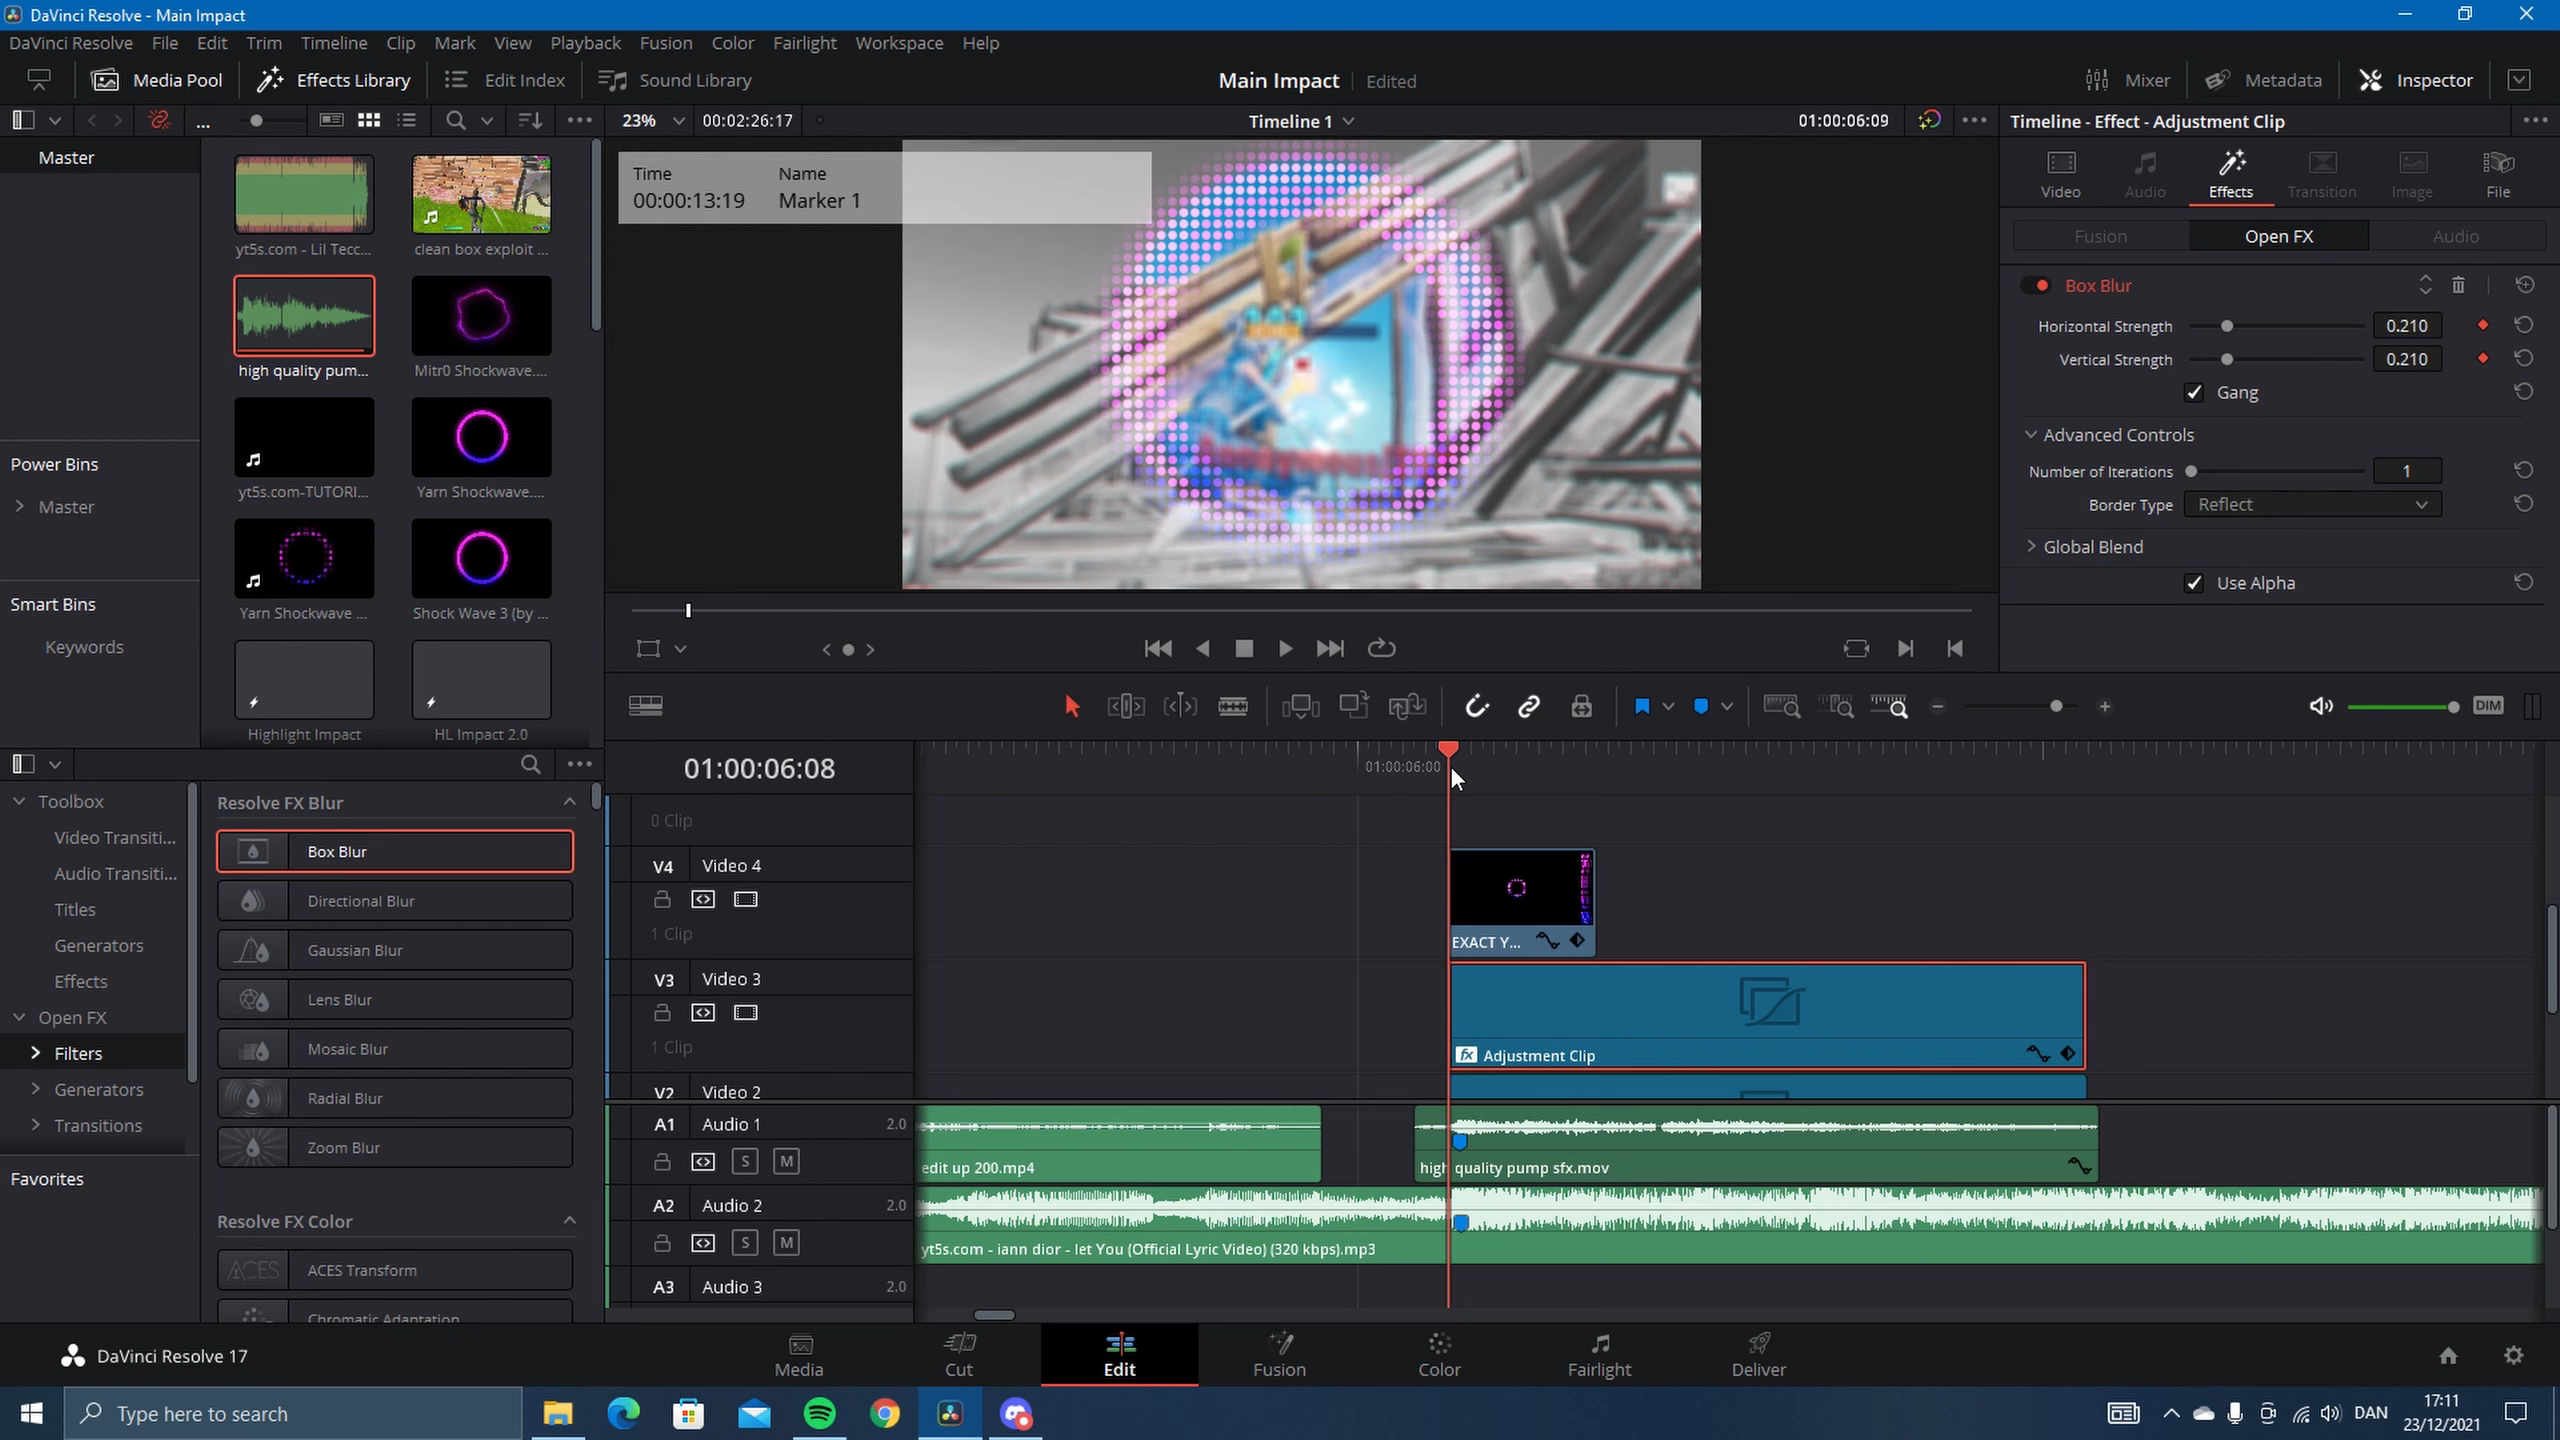 DaVinci Resolve - Main Impact
DaVinci Resolve File Edit Trim Timeline Clip Mark View Playback Fusion Color Fairlight Workspace Help
Media Pool Effects Library Edit Index Sound Library Main Impact Edited Mixer Metadata Inspector
... 23% 00:02:26:17 Timeline 1 01:00:06:09 Timeline - Effect - Adjustment Clip
Master
Time Name
00:00:13:19 Marker 1
Video Audio Effects Transition Image File
yt5s.com - Lil Tecc... clean box exploit ...
Fusion Open FX Audio
Box Blur
Horizontal Strength 0.210
Vertical Strength 0.210
Gang
high quality pum... Mitr0 Shockwave....
Advanced Controls
Number of Iterations 1
Border Type Reflect
Power Bins
Master
yt5s.com-TUTORI... Yarn Shockwave....
Global Blend
Use Alpha
Smart Bins
Keywords
Yarn Shockwave ... Shock Wave 3 (by ...
Highlight Impact HL Impact 2.0
DIM
01:00:06:08 01:00:06:00
Toolbox
Video Transiti...
Audio Transiti...
Titles
Generators
Effects
Open FX
Filters
Generators
Transitions
Favorites
Resolve FX Blur
Box Blur
Directional Blur
Gaussian Blur
Lens Blur
Mosaic Blur
Radial Blur
Zoom Blur
Resolve FX Color
ACES ACES Transform
Chromatic Adaptation
0 Clip
V4 Video 4
1 Clip
EXACT Y...
V3 Video 3
1 Clip
fx Adjustment Clip
V2 Video 2
A1 Audio 1 2.0
S M
edit up 200.mp4 high quality pump sfx.mov
A2 Audio 2 2.0
S M
yt5s.com - iann dior - let You (Official Lyric Video) (320 kbps).mp3
A3 Audio 3 2.0
DaVinci Resolve 17 Media Cut Edit Fusion Color Fairlight Deliver
Type here to search
DAN
17:11
23/12/2021